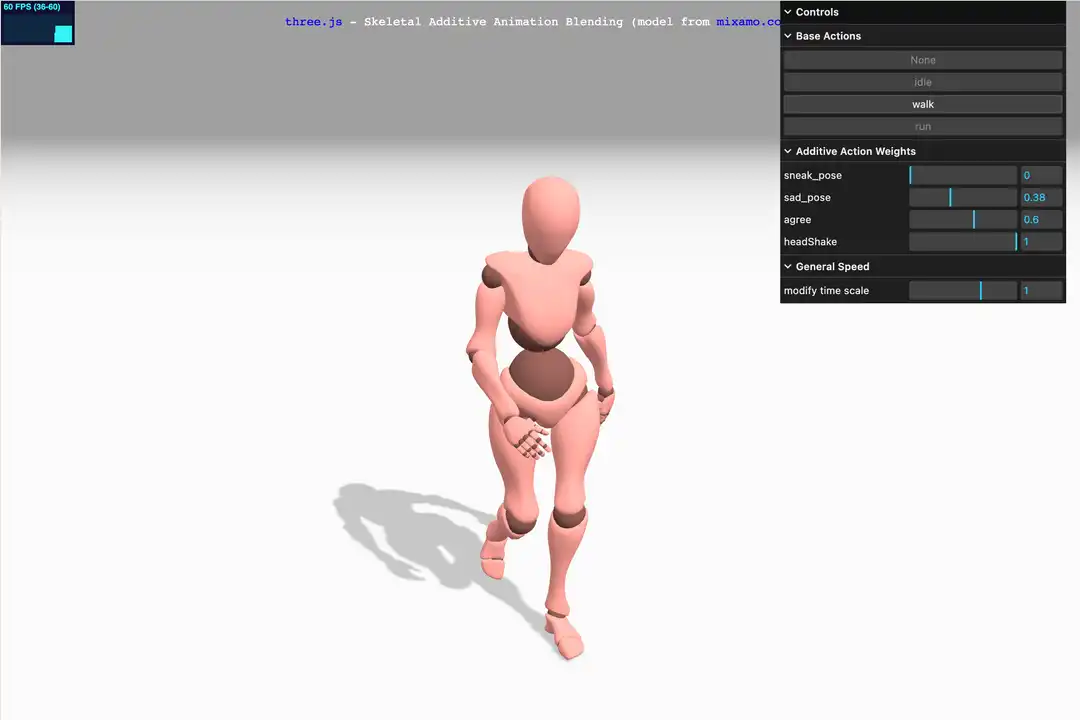 60 FPS (36-60)
three.js - Skeletal Additive Animation Blending (model from mixamo.co
Controls
Base Actions
None
idle
walk
run
Additive Action Weights
sneak_pose 0
sad_pose 0.38
agree 0.6
headShake 1
General Speed
modify time scale 1